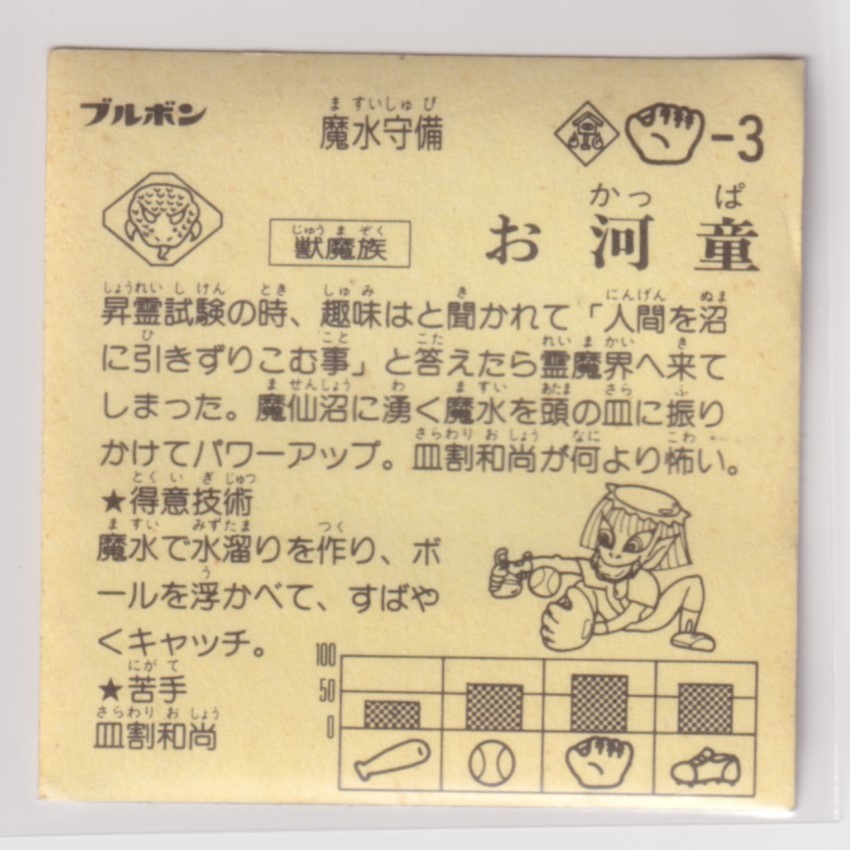 ブルボン
ますいしゅび
魔水守備
-3
かっぱ
お河童
じゅうまぞく
獣魔族
しょうれいしけん とき しゅみ き にんげん ぬま
昇霊試験の時、趣味はと聞かれて「人間を沼
ひ こと こた れいまかい き
に引きずりこむ事」と答えたら霊魔界へ来て
ませんしょう わ ますい あたま さら ふ
しまった。魔仙沼に湧く魔水を頭の皿に振り
さらわりおしょう なに こわ
かけてパワーアップ。皿割和尚が何より怖い。
とくいぎじゅつ
★得意技術
ますい みずたま つく
魔水で水溜りを作り、ボ
う
ールを浮かべて、すばや
くキャッチ。
にがて
★苦手
さらわりおしょう
皿割和尚
100
50
0